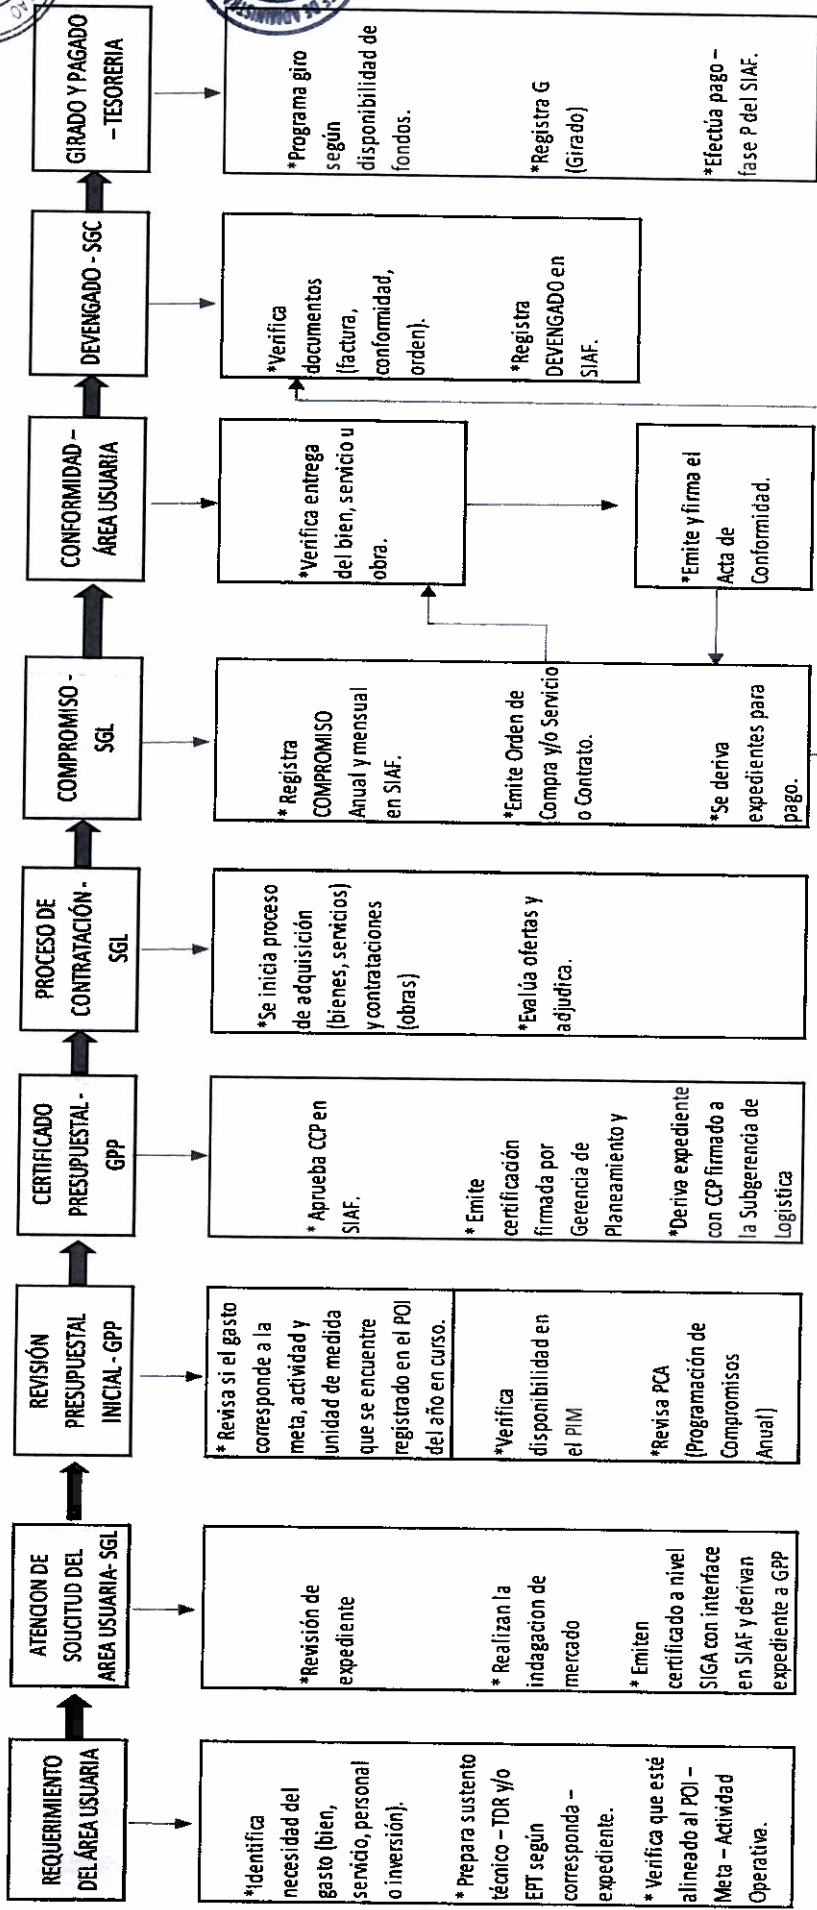 REQUERIMIENTO
DEL ÁREA USUARIA
*Identifica
necesidad del
gasto (bien,
servicio, personal
o inversión).
* Prepara sustento
técnico – TDR y/o
EPT según
corresponda –
expediente.
* Verifica que esté
alineado al POI –
Meta – Actividad
Operativa.
ATENCION DE
SOLICITUD DEL
AREA USUARIA- SGL
*Revisión de
expediente
* Realizan la
indagacion de
mercado
* Emiten
certificado a nivel
SIGA con interface
en SIAF y derivan
expediente a GPP
REVISIÓN
PRESUPUESTAL
INICIAL - GPP
* Revisa si el gasto
corresponde a la
meta, actividad y
unidad de medida
que se encuentre
registrado en el POI
del año en curso.
*Verifica
disponibilidad en
el PIM
*Revisa PCA
(Programación de
Compromisos
Anual)
CERTIFICADO
PRESUPUESTAL-
GPP
* Aprueba CCP en
SIAF.
* Emite
certificación
firmada por
Gerencia de
Planeamiento y
*Deriva expediente
con CCP firmado a
la Subgerencia de
Logistica
PROCESO DE
CONTRATACIÓN -
SGL
*Se inicia proceso
de adquisición
(bienes, servicios)
y contrataciones
(obras)
*Evalúa ofertas y
adjudica.
COMPROMISO -
SGL
* Registra
COMPROMISO
Anual y mensual
en SIAF.
*Emite Orden de
Compra y/o Servicio
o Contrato.
*Se deriva
expedientes para
pago.
CONFORMIDAD –
ÁREA USUARIA
*Verifica entrega
del bien, servicio u
obra.
*Emite y firma el
Acta de
Conformidad.
DEVENGADO - SGC
*Verifica
documentos
(factura,
conformidad,
orden).
*Registra
DEVENGADO en
SIAF.
GIRADO Y PAGADO
– TESORERIA
*Programa giro
según
disponibilidad de
fondos.
*Registra G
(Girado)
*Efectúa pago –
fase P del SIAF.